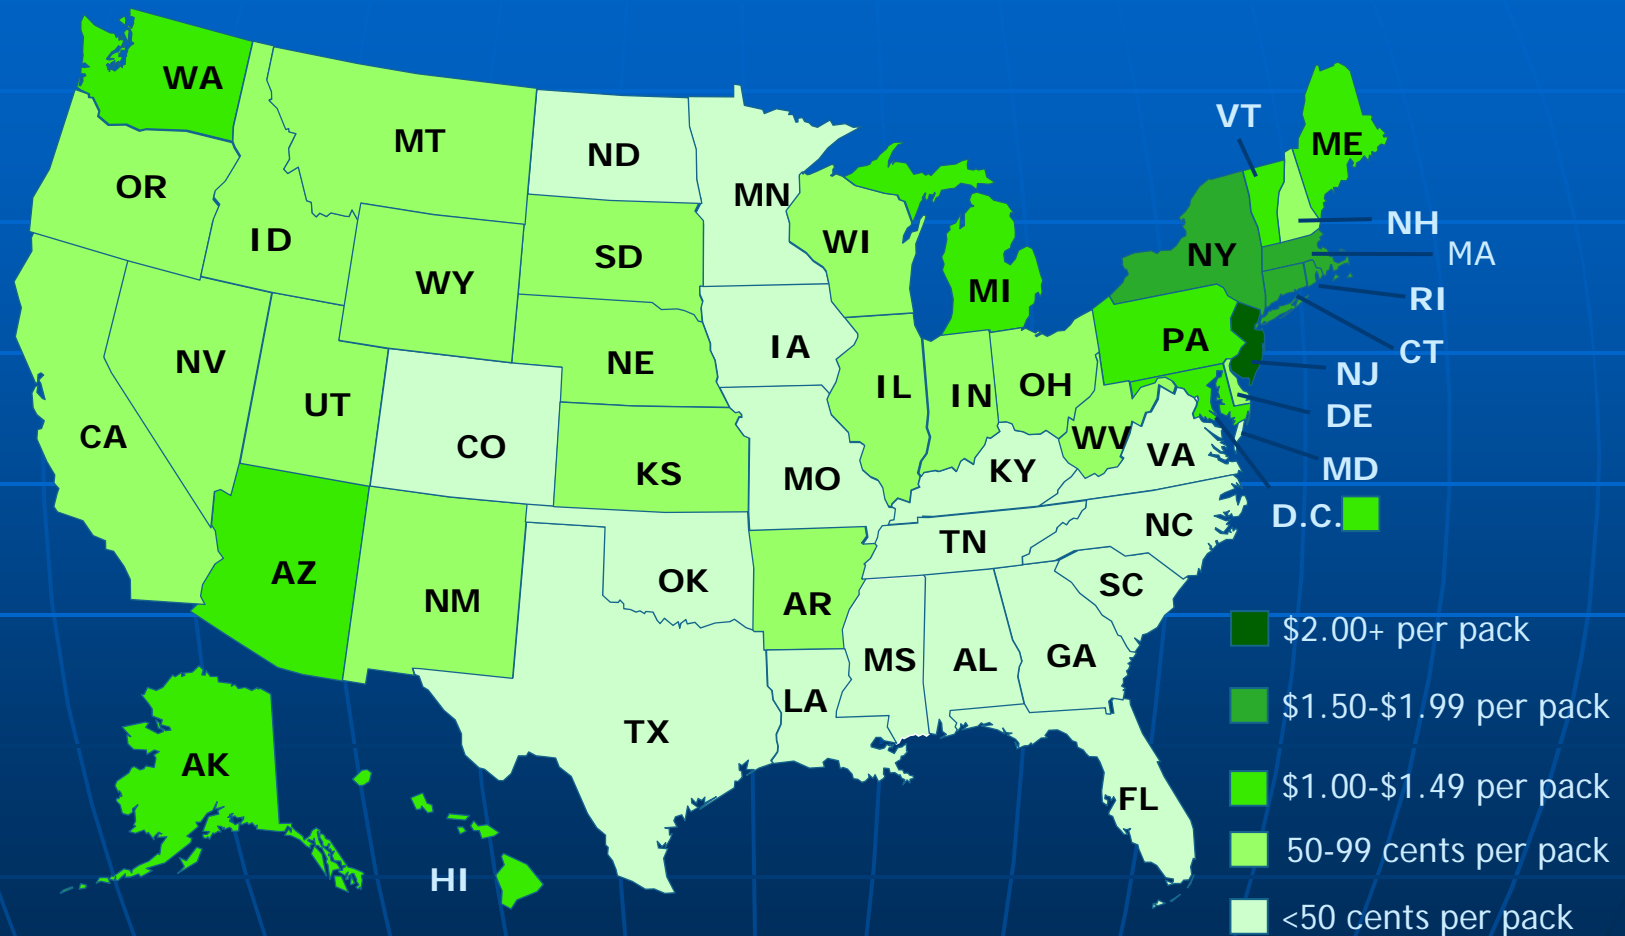 WA
MT
ND
MN
OR
ID
WY
SD
WI
MI
VT
ME
NH
NY
MA
RI
CT
PA
NJ
DE
MD
D.C.
NV
UT
CA
CO
NE
IA
IL
IN
OH
WV
VA
KS
MO
KY
AZ
NM
OK
AR
TN
NC
SC
TX
LA
MS
AL
GA
FL
AK
HI
$2.00+ per pack
$1.50-$1.99 per pack
$1.00-$1.49 per pack
50-99 cents per pack
<50 cents per pack